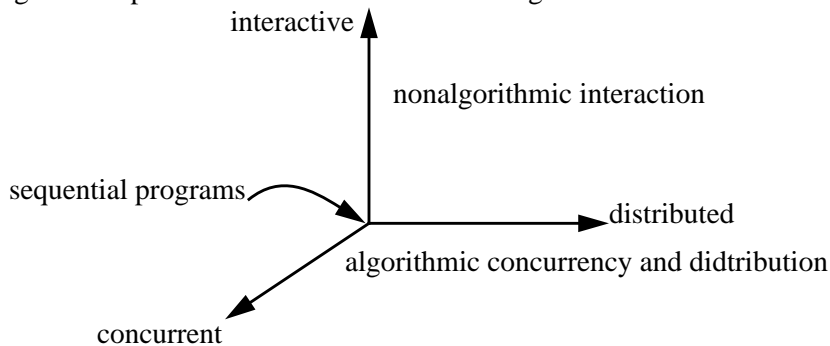 interactive
nonalgorithmic interaction
sequential programs
distributed
algorithmic concurrency and didtribution
concurrent